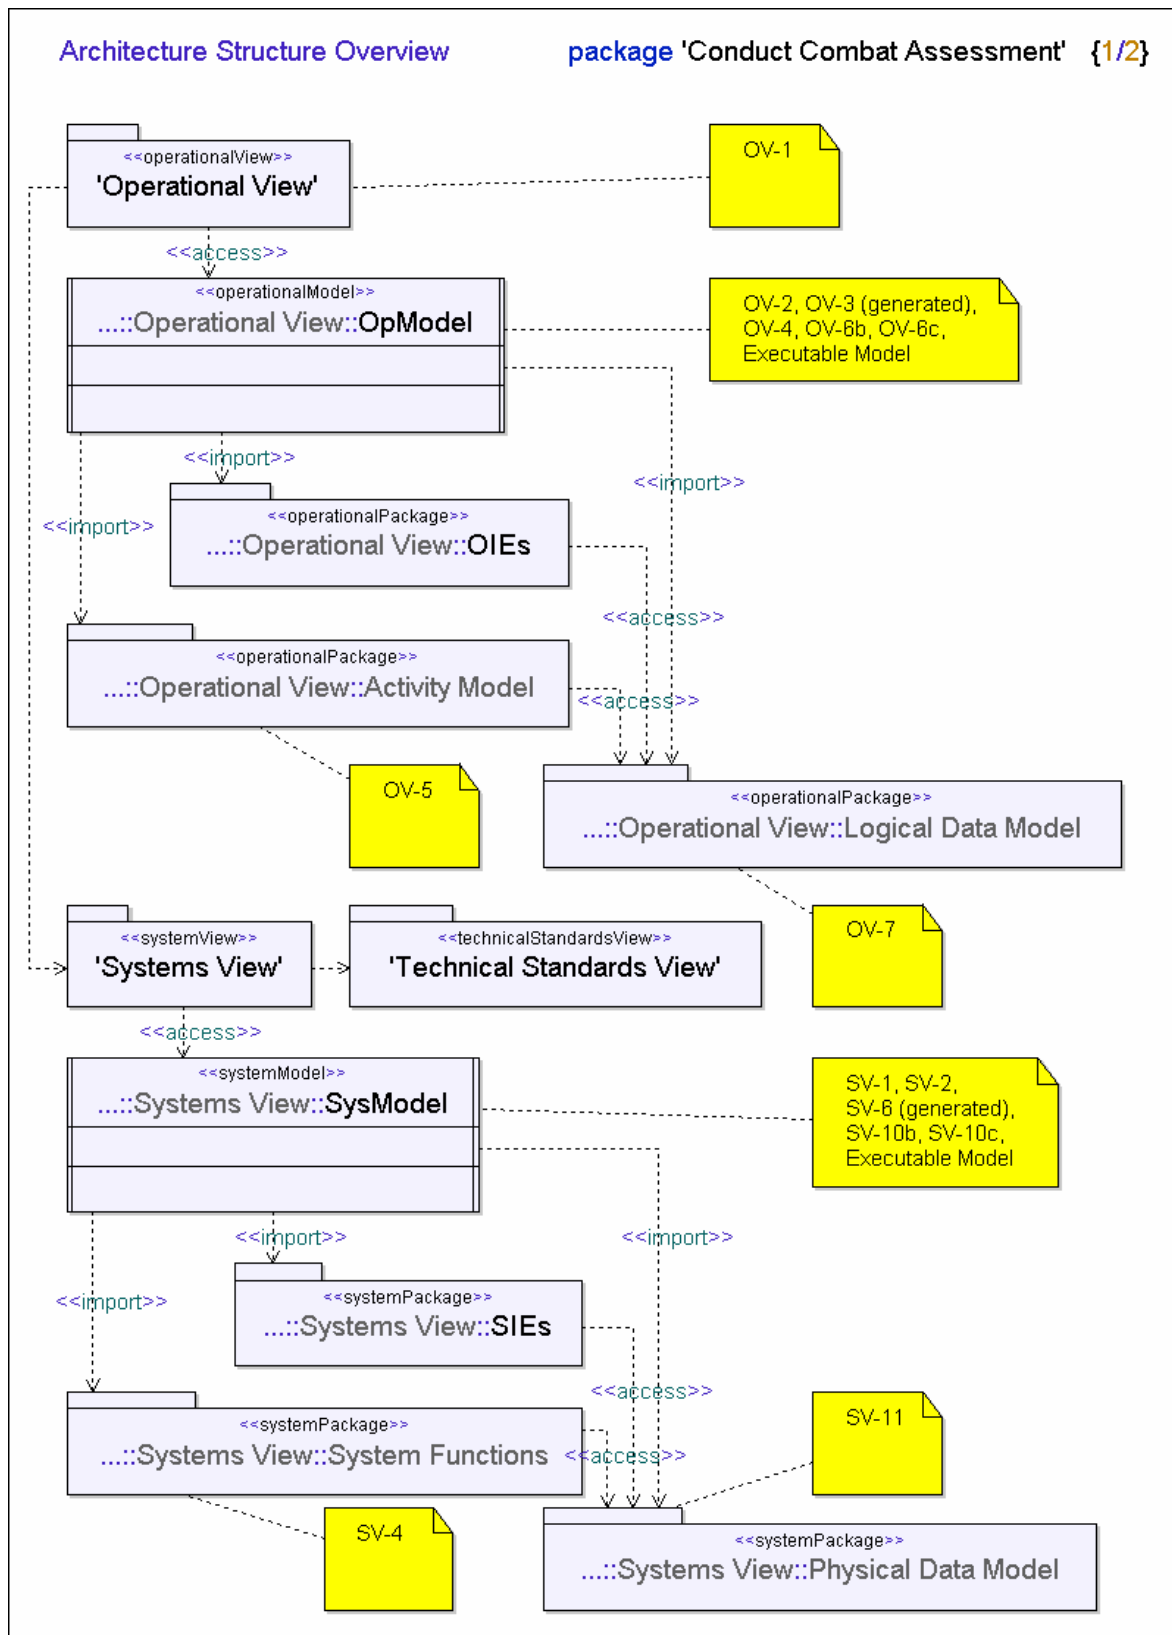 Architecture Structure Overview
package 'Conduct Combat Assessment' {1/2}
<<operationalView>>
'Operational View'
OV-1
<<access>>
<<operationalModel>>
...::Operational View::OpModel
OV-2, OV-3 (generated),
OV-4, OV-6b, OV-6c,
Executable Model
<<import>>
<<import>>
<<import>>
<<operationalPackage>>
...::Operational View::OIEs
<<access>>
<<operationalPackage>>
...::Operational View::Activity Model
<<access>>
OV-5
<<operationalPackage>>
...::Operational View::Logical Data Model
OV-7
<<systemView>>
'Systems View'
<<technicalStandardsView>>
'Technical Standards View'
<<access>>
<<systemModel>>
...::Systems View::SysModel
SV-1, SV-2,
SV-6 (generated),
SV-10b, SV-10c,
Executable Model
<<import>>
<<import>>
<<import>>
<<systemPackage>>
...::Systems View::SIEs
<<access>>
<<systemPackage>>
...::Systems View::System Functions
<<access>>
SV-11
SV-4
<<systemPackage>>
...::Systems View::Physical Data Model